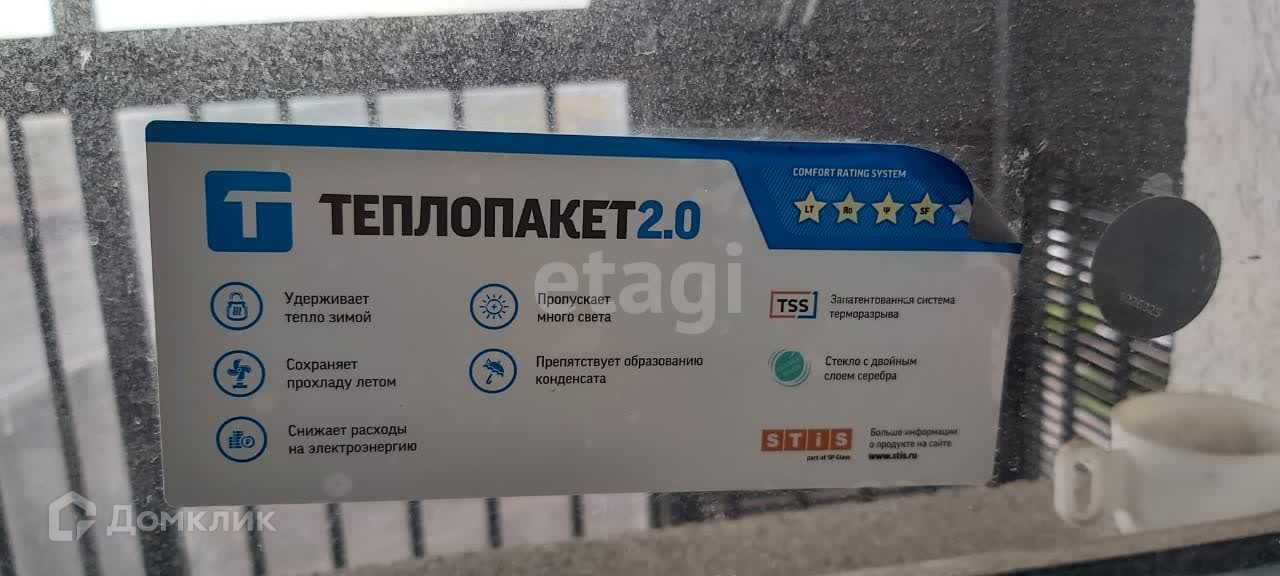 COMFORT RATING SYSTEM
LT Ro Ψ SF
T ТЕПЛОПАКЕТ2.0
etagi
Удерживает
тепло зимой
Пропускает
много света
TSS
Запатентованная система
терморазрыва
Сохраняет
прохладу летом
Препятствует образованию
конденсата
Стекло с двойным
слоем серебра
Снижает расходы
на электроэнергию
STiS
part of SP Glass
Больше информации
о продукте на сайте
www.stis.ru
Домклик